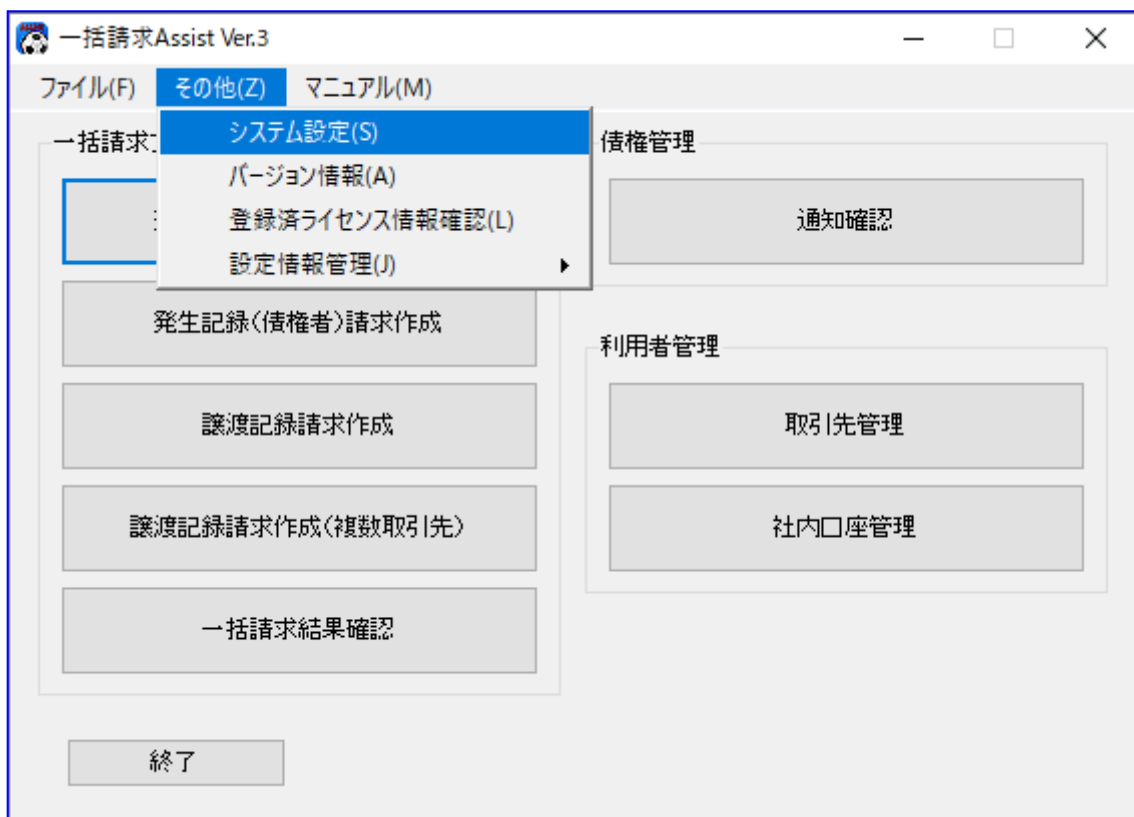 一括請求Assist Ver.3
ファイル(F) その他(Z) マニュアル(M)
システム設定(S)
バージョン情報(A)
登録済ライセンス情報確認(L)
設定情報管理(J)
一括請求
発生記録(債権者)請求作成
譲渡記録請求作成
譲渡記録請求作成(複数取引先)
一括請求結果確認
債権管理
通知確認
利用者管理
取引先管理
社内口座管理
終了